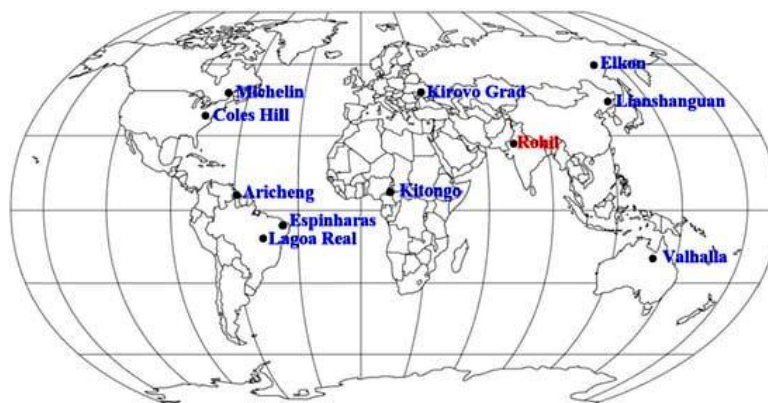 Elkon
Michelin
Kirovo Grad
Lianshanguan
Coles Hill
Rohil
Aricheng
Kitongo
Espinharas
Lagoa Real
Valhalla